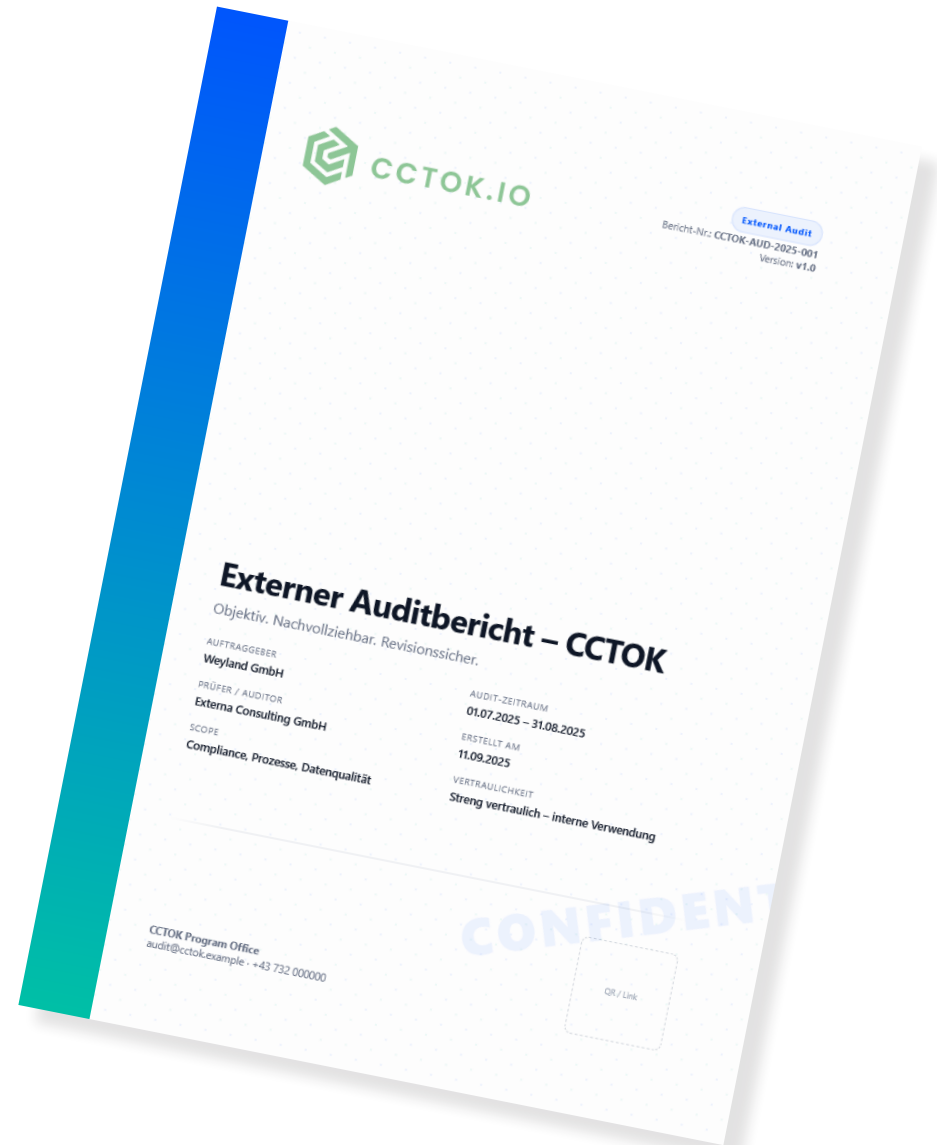 CCTOK.IO
External Audit
Bericht-Nr.: CCTOK-AUD-2025-001
Version: v1.0
Externer Auditbericht – CCTOK
Objektiv. Nachvollziehbar. Revisionssicher.
AUFTRAGGEBER
Weyland GmbH
PRÜFER / AUDITOR
Externa Consulting GmbH
SCOPE
Compliance, Prozesse, Datenqualität
AUDIT-ZEITRAUM
01.07.2025 – 31.08.2025
ERSTELLT AM
11.09.2025
VERTRAULICHKEIT
Streng vertraulich – interne Verwendung
CONFIDENT
CCTOK Program Office
audit@cctok.example · +43 732 000000
QR / Link